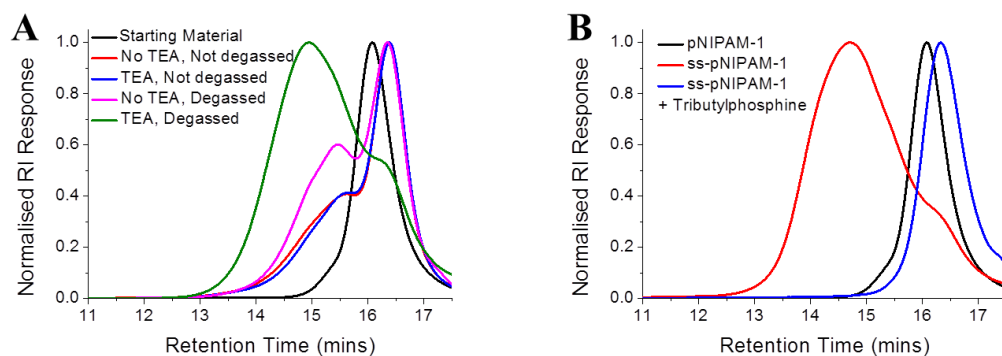 A
Starting Material
No TEA, Not degassed
TEA, Not degassed
No TEA, Degassed
TEA, Degassed
1.0
0.8
0.6
0.4
0.2
0.0
Normalised RI Response
11 12 13 14 15 16 17
Retention Time (mins)
B
pNIPAM-1
ss-pNIPAM-1
ss-pNIPAM-1
+ Tributylphosphine
1.0
0.8
0.6
0.4
0.2
0.0
Normalised RI Response
11 12 13 14 15 16 17
Retention Time (mins)